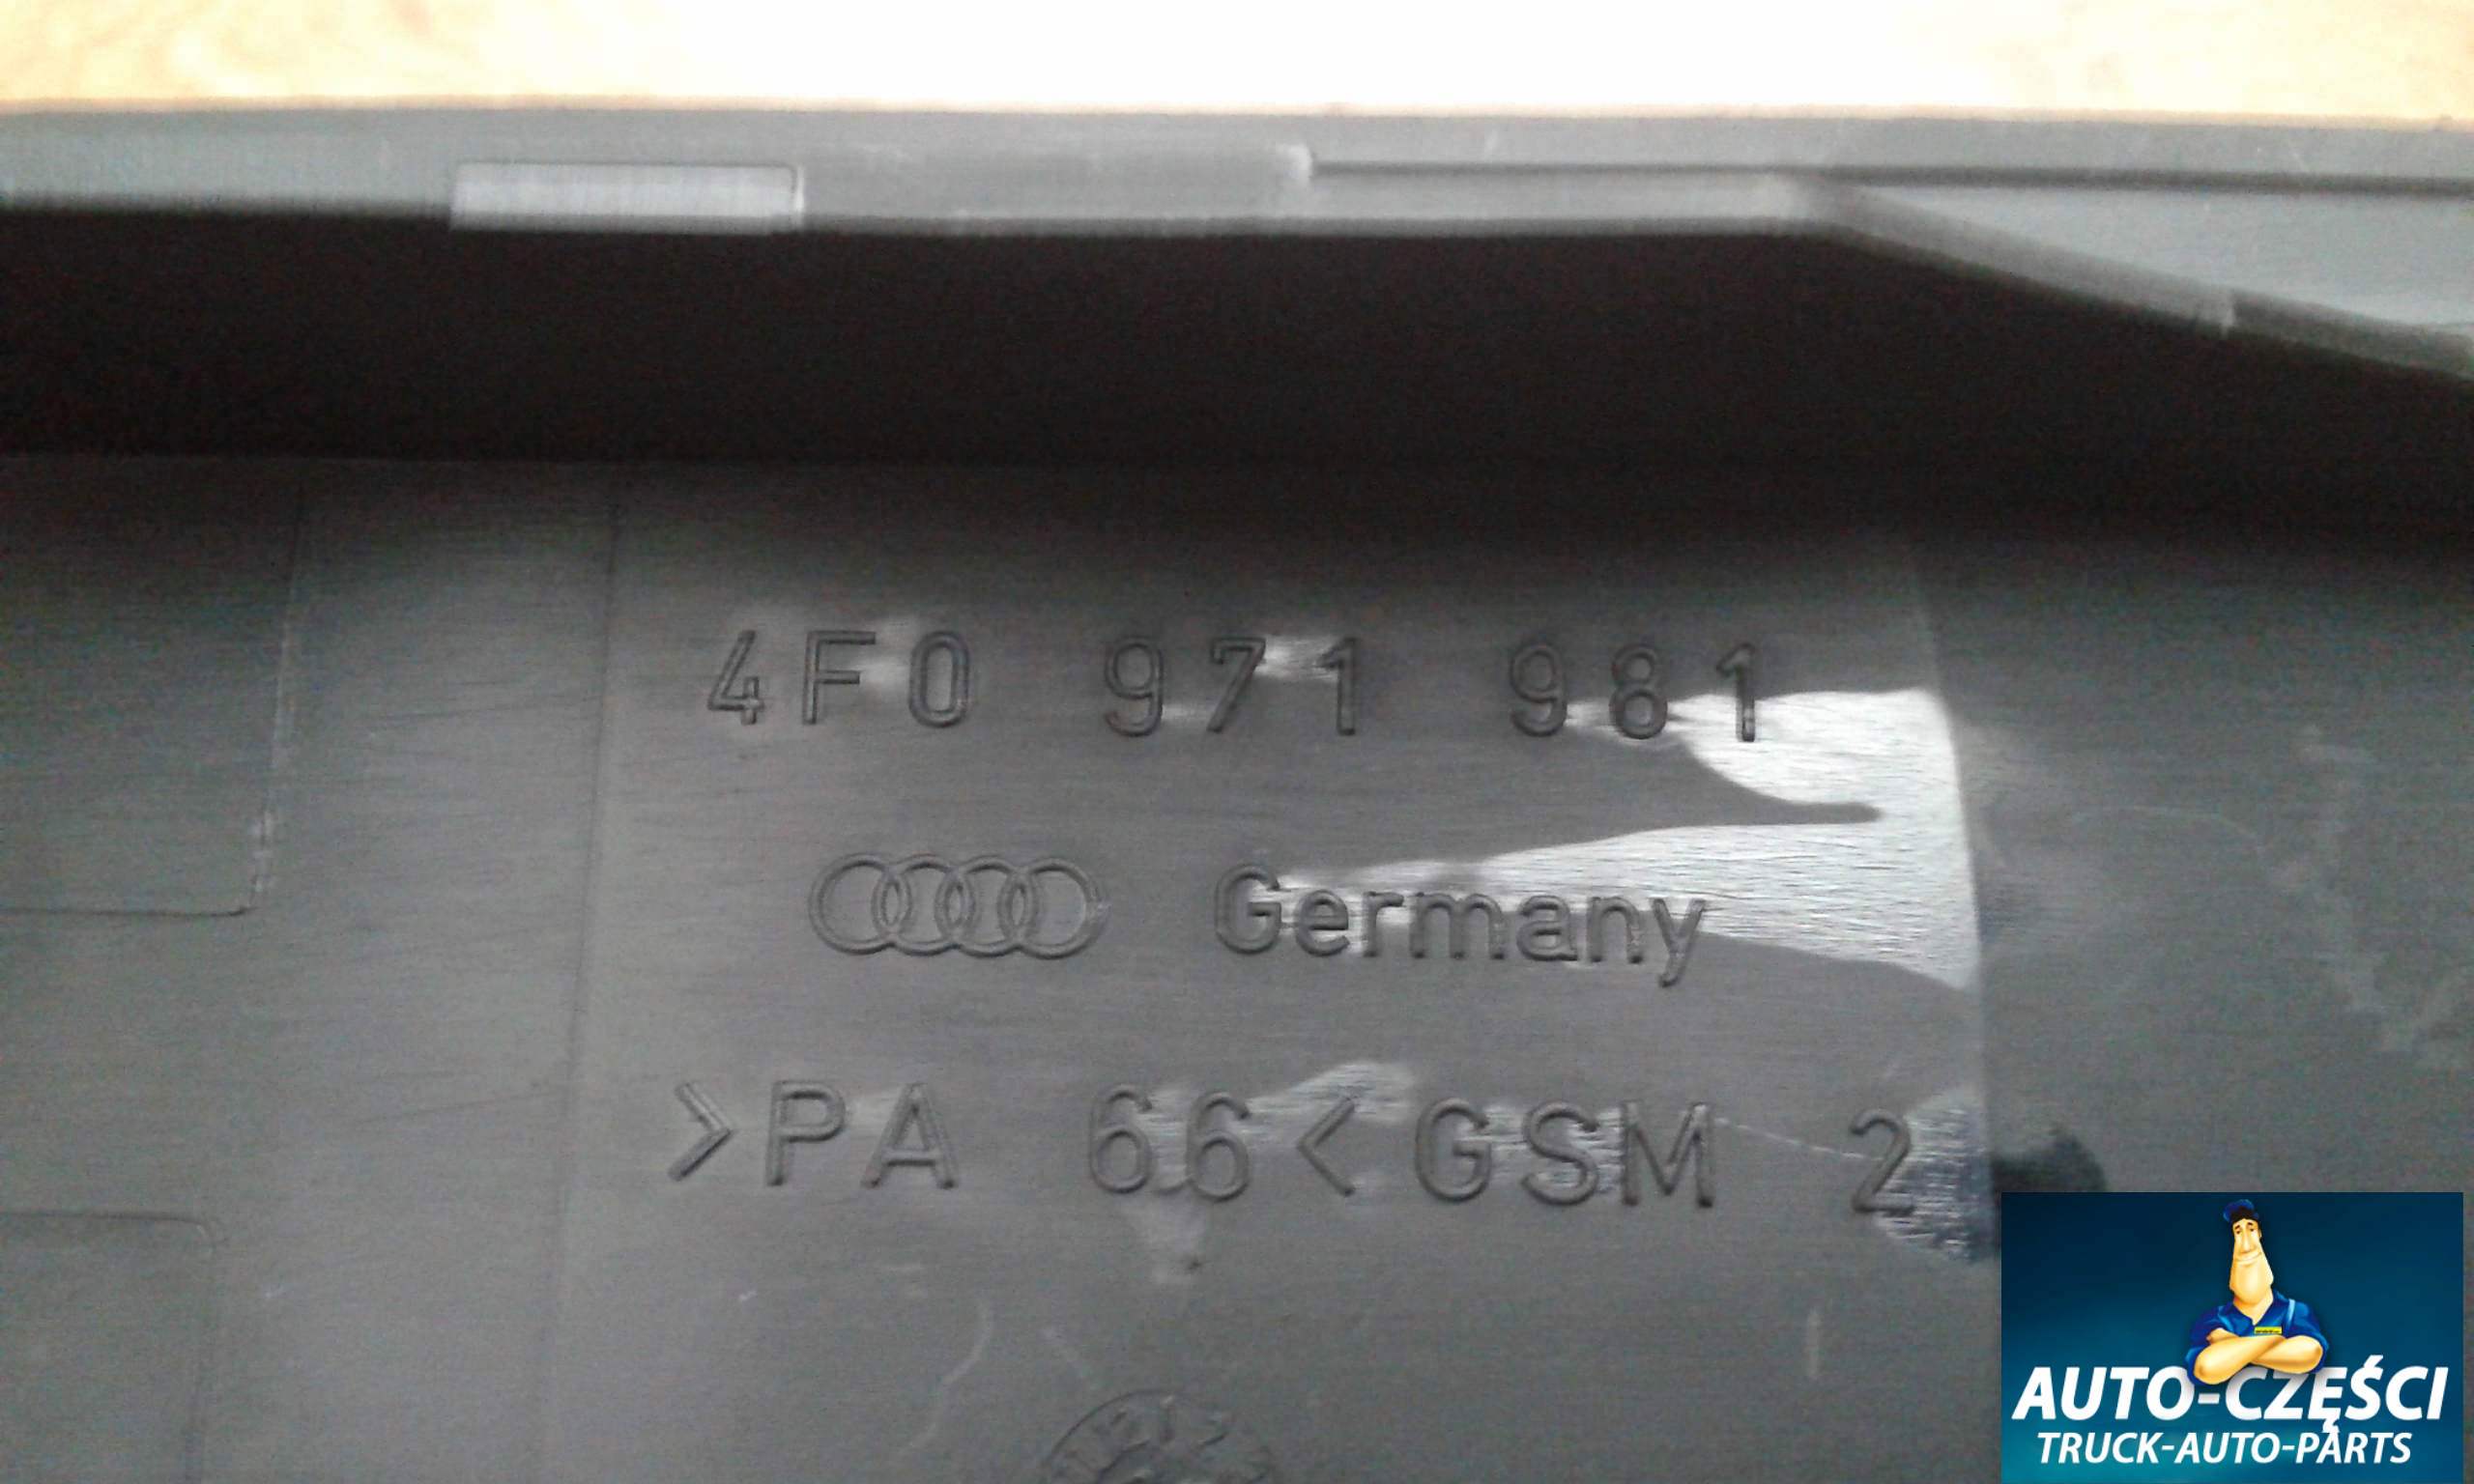 4F0 971 981
Germany
>PA 66< GSM 2
AUTO-CZĘŚCI
TRUCK-AUTO-PARTS